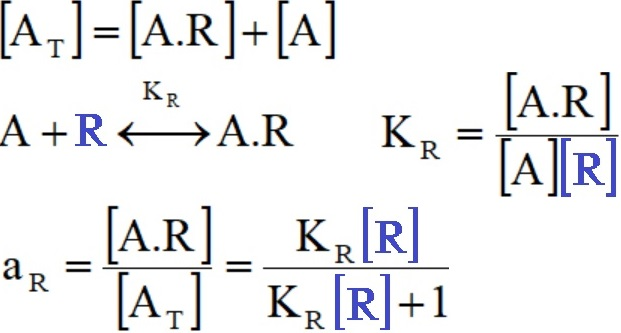 [A_T] = [A.R] + [A]
A + R ⟷^{K_R} A.R    K_R = [A.R] / [A][R]
a_R = [A.R] / [A_T] = K_R[R] / K_R[R] + 1